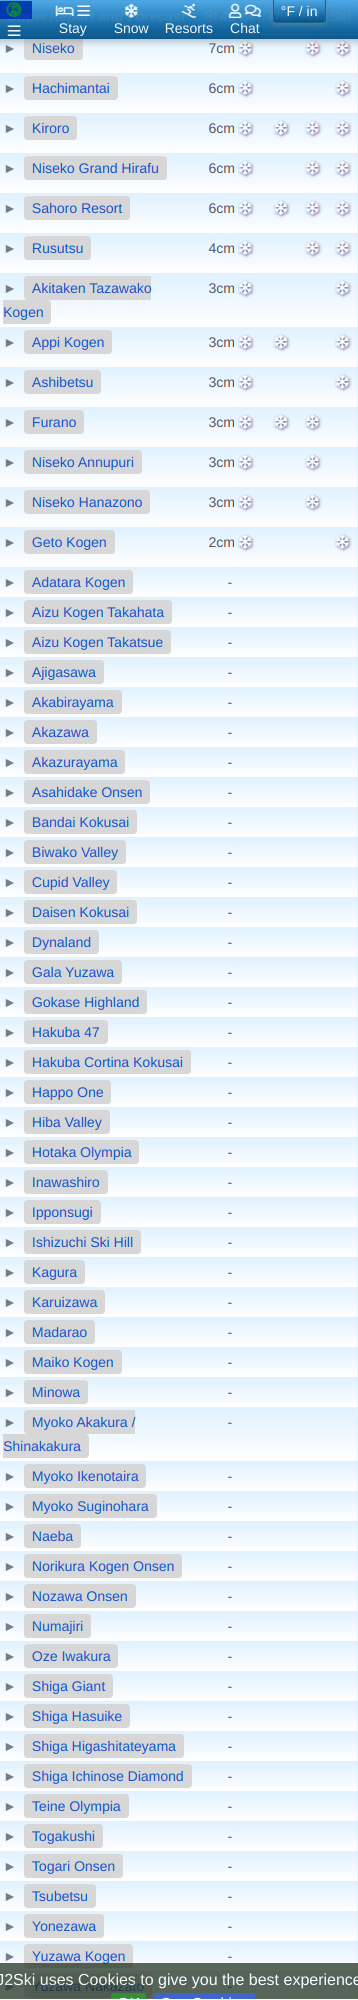 Stay Snow Resorts Chat °F / in
Niseko 7cm
Hachimantai 6cm
Kiroro 6cm
Niseko Grand Hirafu 6cm
Sahoro Resort 6cm
Rusutsu 4cm
Akitaken Tazawako 3cm
Kogen
Appi Kogen 3cm
Ashibetsu 3cm
Furano 3cm
Niseko Annupuri 3cm
Niseko Hanazono 3cm
Geto Kogen 2cm
Adatara Kogen -
Aizu Kogen Takahata -
Aizu Kogen Takatsue -
Ajigasawa -
Akabirayama -
Akazawa -
Akazurayama -
Asahidake Onsen -
Bandai Kokusai -
Biwako Valley -
Cupid Valley -
Daisen Kokusai -
Dynaland -
Gala Yuzawa -
Gokase Highland -
Hakuba 47 -
Hakuba Cortina Kokusai -
Happo One -
Hiba Valley -
Hotaka Olympia -
Inawashiro -
Ipponsugi -
Ishizuchi Ski Hill -
Kagura -
Karuizawa -
Madarao -
Maiko Kogen -
Minowa -
Myoko Akakura / -
Shinakakura
Myoko Ikenotaira -
Myoko Suginohara -
Naeba -
Norikura Kogen Onsen -
Nozawa Onsen -
Numajiri -
Oze Iwakura -
Shiga Giant -
Shiga Hasuike -
Shiga Higashitateyama -
Shiga Ichinose Diamond -
Teine Olympia -
Togakushi -
Togari Onsen -
Tsubetsu -
Yonezawa -
Yuzawa Kogen -
J2Ski uses Cookies to give you the best experience
Yuzawa Nakazato